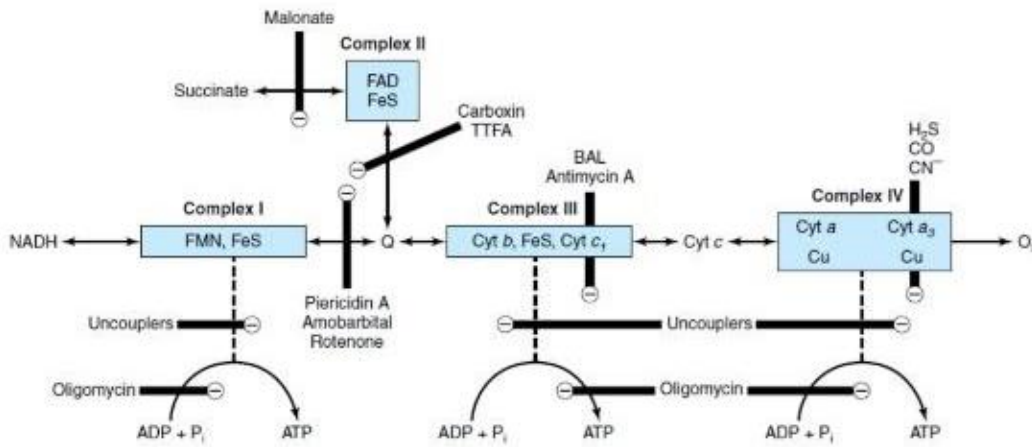 Malonate
Complex II
Succinate
FAD
FeS
Carboxin
TTFA
H₂S
CO
CN⁻
BAL
Antimycin A
Complex I
Complex III
Complex IV
NADH
FMN, FeS
Q
Cyt b, FeS, Cyt c₁
Cyt c
Cyt a
Cyt a₃
Cu
Cu
O
Piericidin A
Amobarbital
Rotenone
Uncouplers
Uncouplers
Oligomycin
Oligomycin
ADP + Pᵢ
ATP
ADP + Pᵢ
ATP
ADP + Pᵢ
ATP